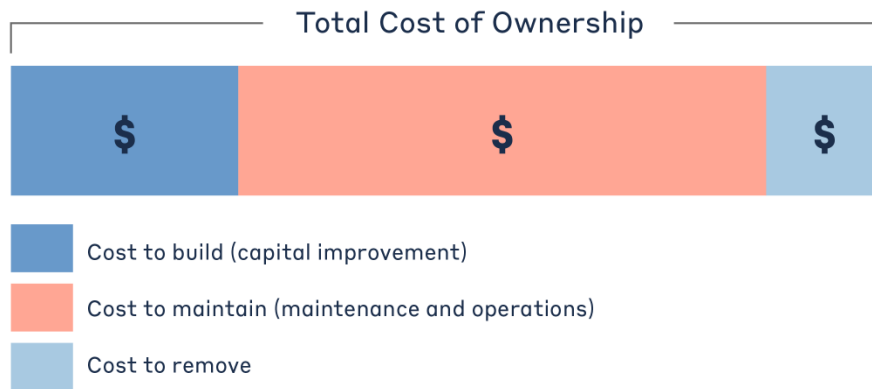 Total Cost of Ownership
$ $ $
Cost to build (capital improvement)
Cost to maintain (maintenance and operations)
Cost to remove